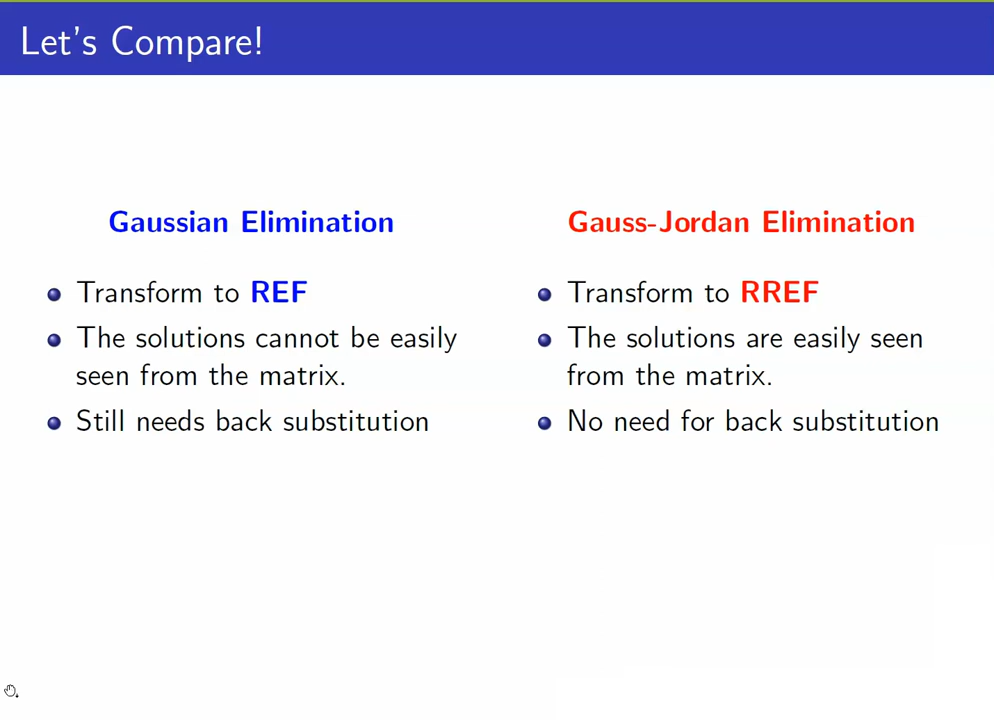 Let's Compare!
Gaussian Elimination
Transform to REF
The solutions cannot be easily
seen from the matrix.
Still needs back substitution
Gauss-Jordan Elimination
Transform to RREF
The solutions are easily seen
from the matrix.
No need for back substitution